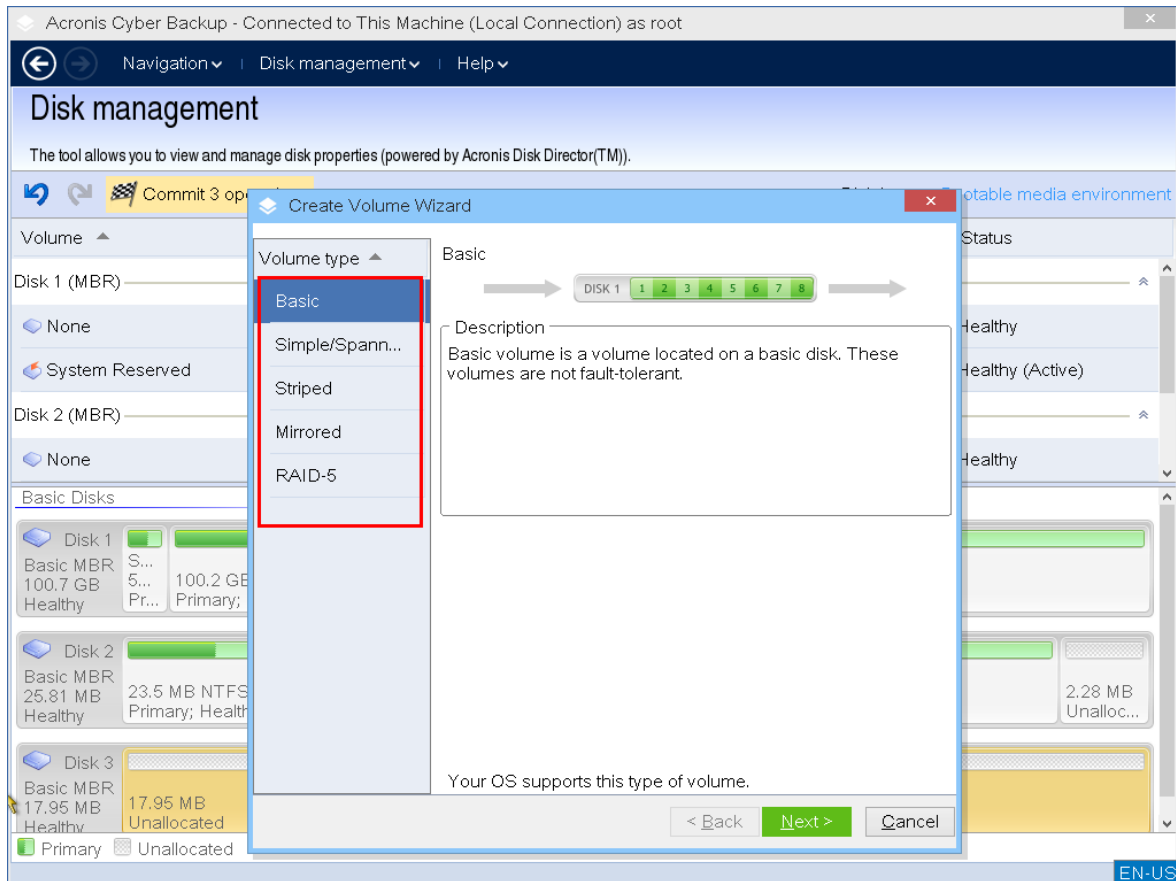 Acronis Cyber Backup - Connected to This Machine (Local Connection) as root
Navigation Disk management Help
Disk management
The tool allows you to view and manage disk properties (powered by Acronis Disk Director(TM)).
Commit 3 otable media environment
Volume Status
Disk 1 (MBR)
None Healthy
System Reserved Healthy (Active)
Disk 2 (MBR)
None Healthy
Create Volume Wizard
Volume type
Basic
Simple/Spann...
Striped
Mirrored
RAID-5
Basic
DISK 1 1 2 3 4 5 6 7 8
Description
Basic volume is a volume located on a basic disk. These
volumes are not fault-tolerant.
Your OS supports this type of volume.
< Back Next > Cancel
Basic Disks
Disk 1
Basic MBR
100.7 GB
Healthy
S...
5...
Pr...
100.2 GB
Primary;
Disk 2
Basic MBR
25.81 MB
Healthy
23.5 MB NTFS
Primary; Health
2.28 MB
Unalloc...
Disk 3
Basic MBR
17.95 MB
Healthy
17.95 MB
Unallocated
Primary Unallocated
EN-US